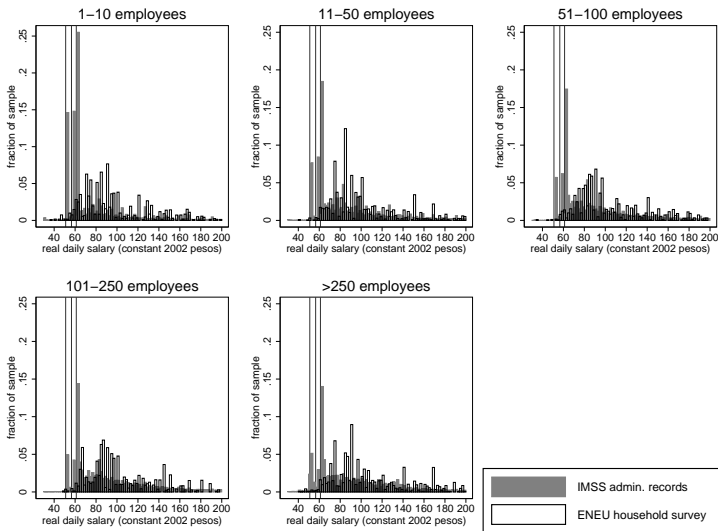 1−10 employees
11−50 employees
51−100 employees
fraction of sample
0 .05 .1 .15 .2 .25
40 60 80 100 120 140 160 180 200
real daily salary (constant 2002 pesos)
fraction of sample
0 .05 .1 .15 .2 .25
40 60 80 100 120 140 160 180 200
real daily salary (constant 2002 pesos)
fraction of sample
0 .05 .1 .15 .2 .25
40 60 80 100 120 140 160 180 200
real daily salary (constant 2002 pesos)
101−250 employees
>250 employees
fraction of sample
0 .05 .1 .15 .2 .25
40 60 80 100 120 140 160 180 200
real daily salary (constant 2002 pesos)
fraction of sample
0 .05 .1 .15 .2 .25
40 60 80 100 120 140 160 180 200
real daily salary (constant 2002 pesos)
IMSS admin. records
ENEU household survey